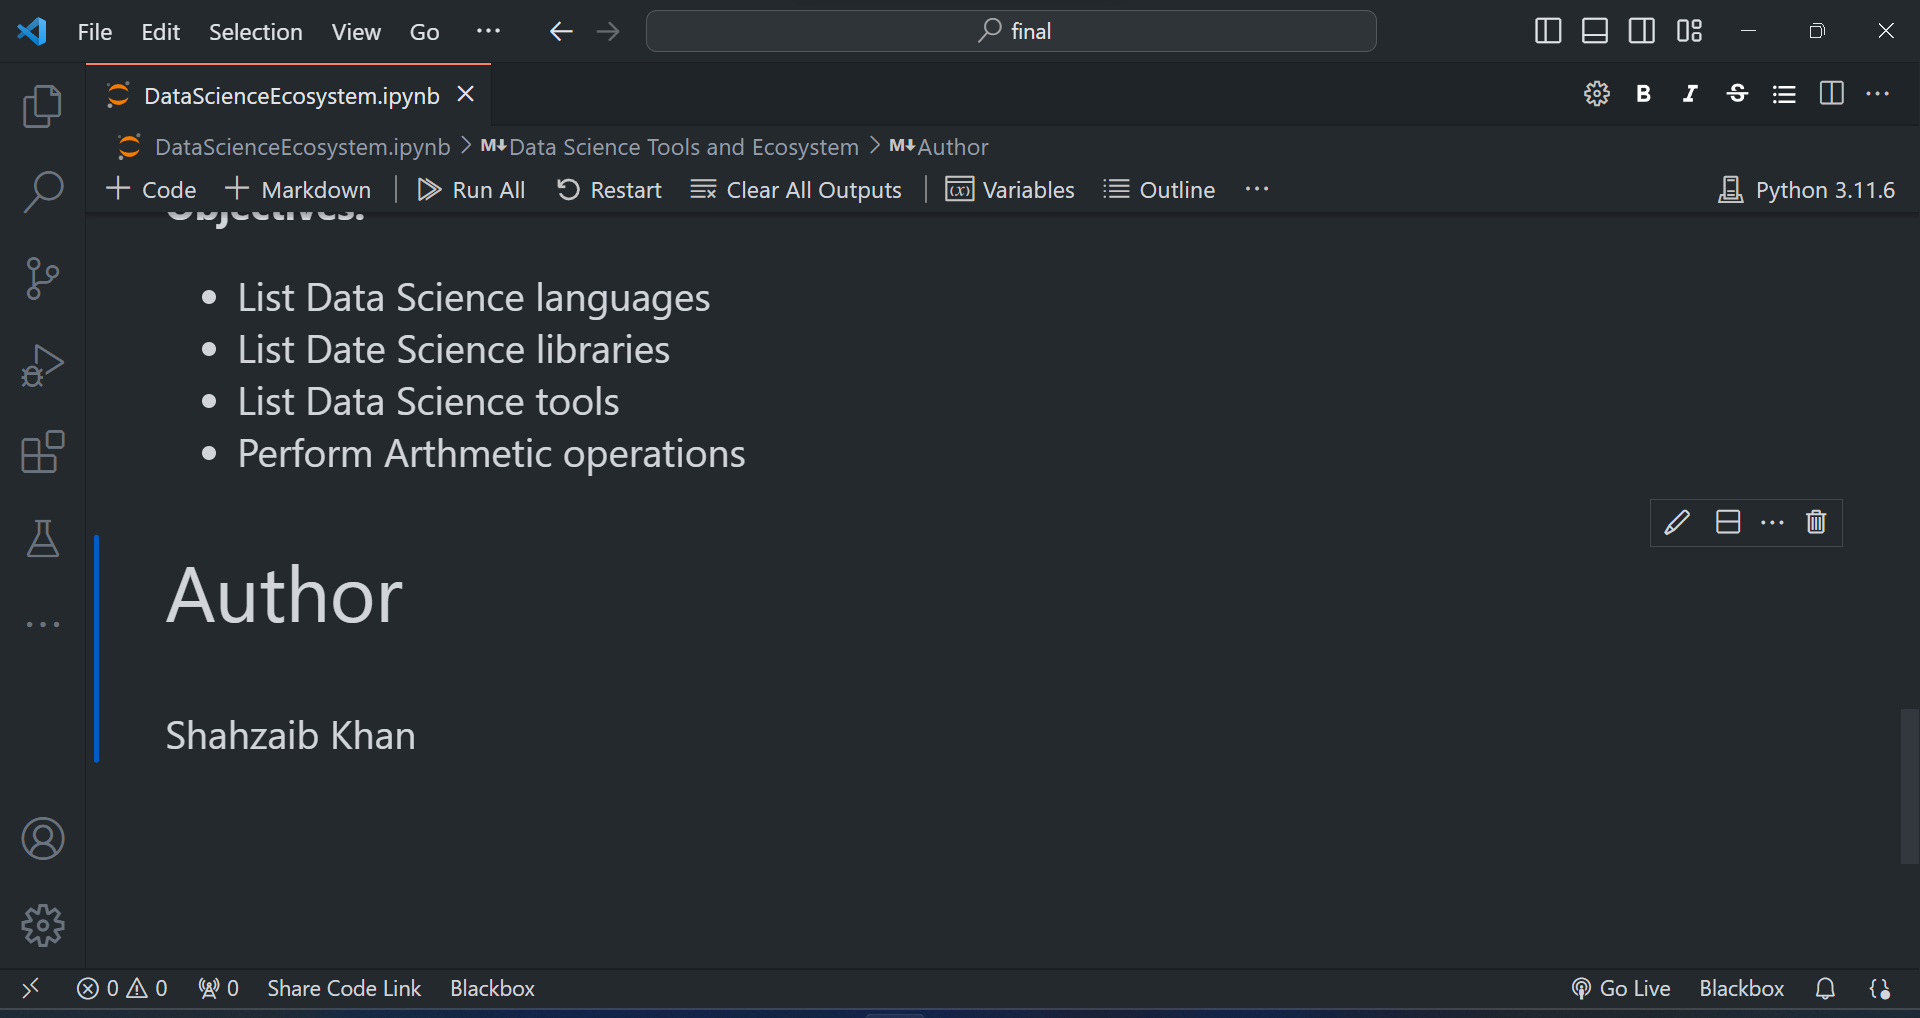 File Edit Selection View Go ··· final
DataScienceEcosystem.ipynb
DataScienceEcosystem.ipynb > M↓Data Science Tools and Ecosystem > M↓Author
+ Code + Markdown | Run All Restart Clear All Outputs | Variables Outline ··· Python 3.11.6
Objectives:
• List Data Science languages
• List Date Science libraries
• List Data Science tools
• Perform Arthmetic operations
Author
Shahzaib Khan
0 0 0 Share Code Link Blackbox Go Live Blackbox